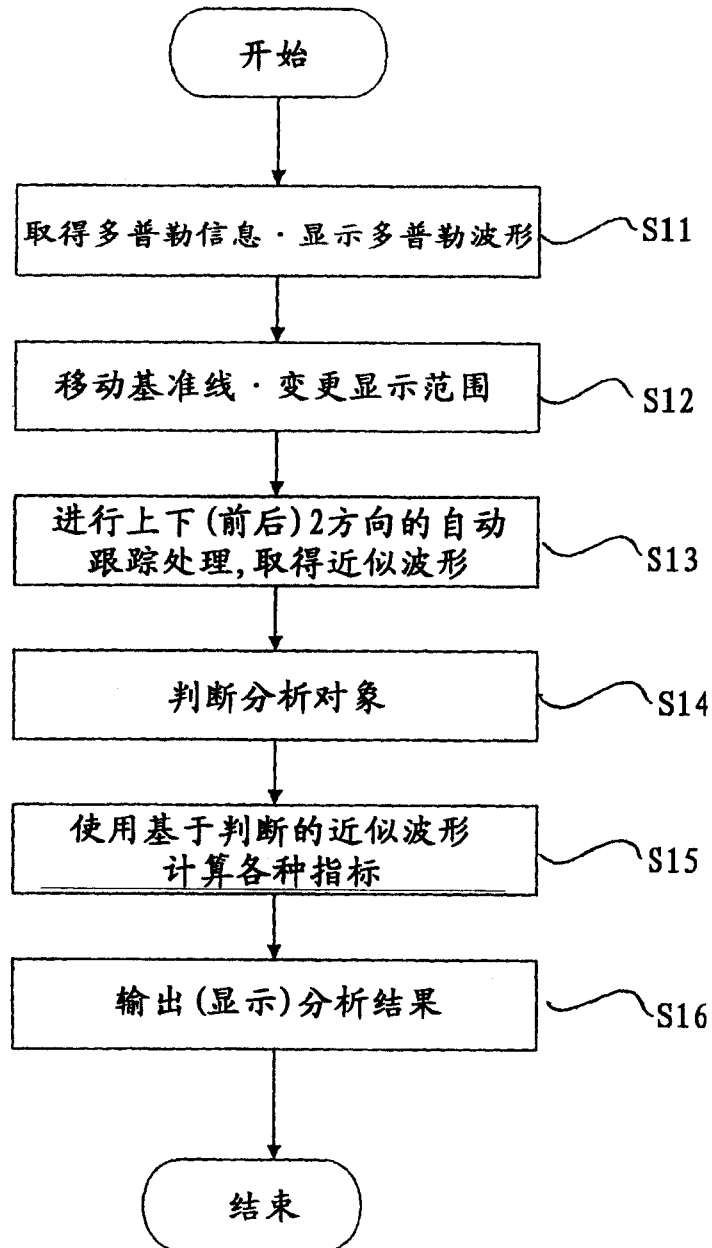 开始
取得多普勒信息·显示多普勒波形
S11
移动基准线·变更显示范围
S12
进行上下(前后)2方向的自动
跟踪处理,取得近似波形
S13
判断分析对象
S14
使用基于判断的近似波形
计算各种指标
S15
输出(显示)分析结果
S16
结束